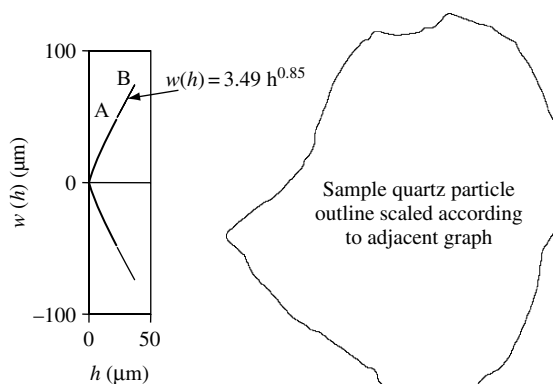 100
B
w(h) = 3.49 h^0.85
A
w (h) (μm)
0
Sample quartz particle
outline scaled according
to adjacent graph
−100
0
50
h (μm)